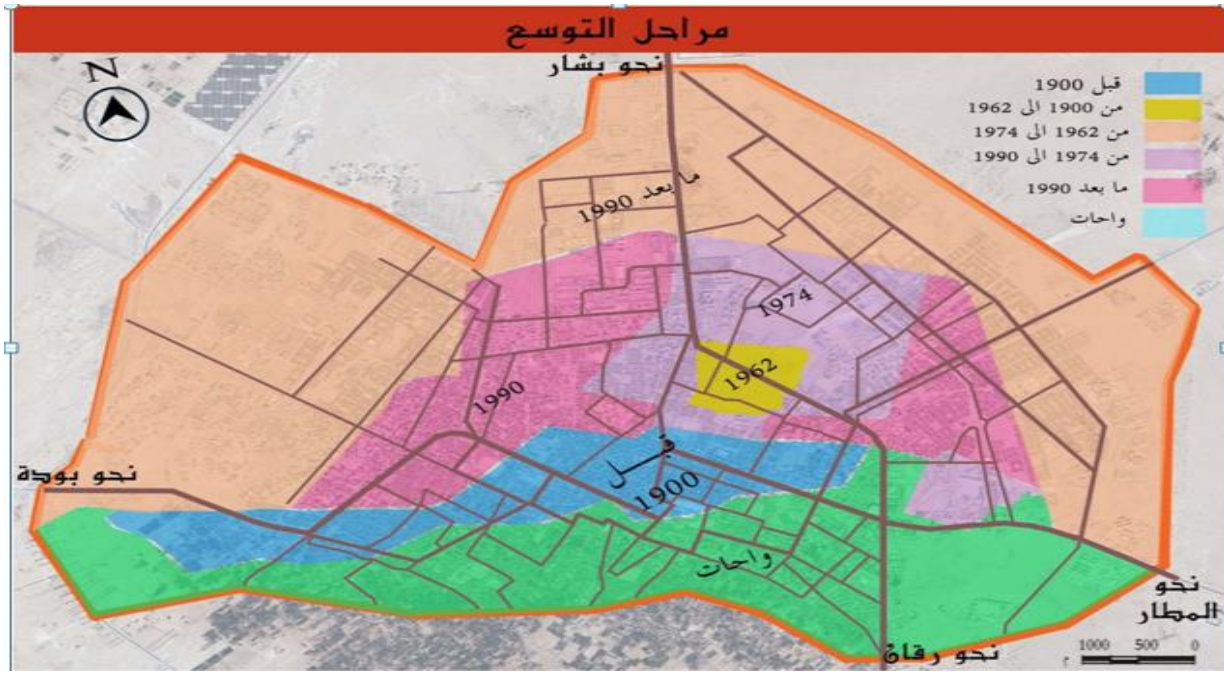 مراحل التوسع
نحو بشار
N
قبل 1900
من 1900 الى 1962
من 1962 الى 1974
من 1974 الى 1990
ما بعد 1990
واحات
ما بعد 1990
1974
1962
1990
قبل
1900
واحات
نحو بودة
نحو
المطار
نحو رقان
1000 500 0
م